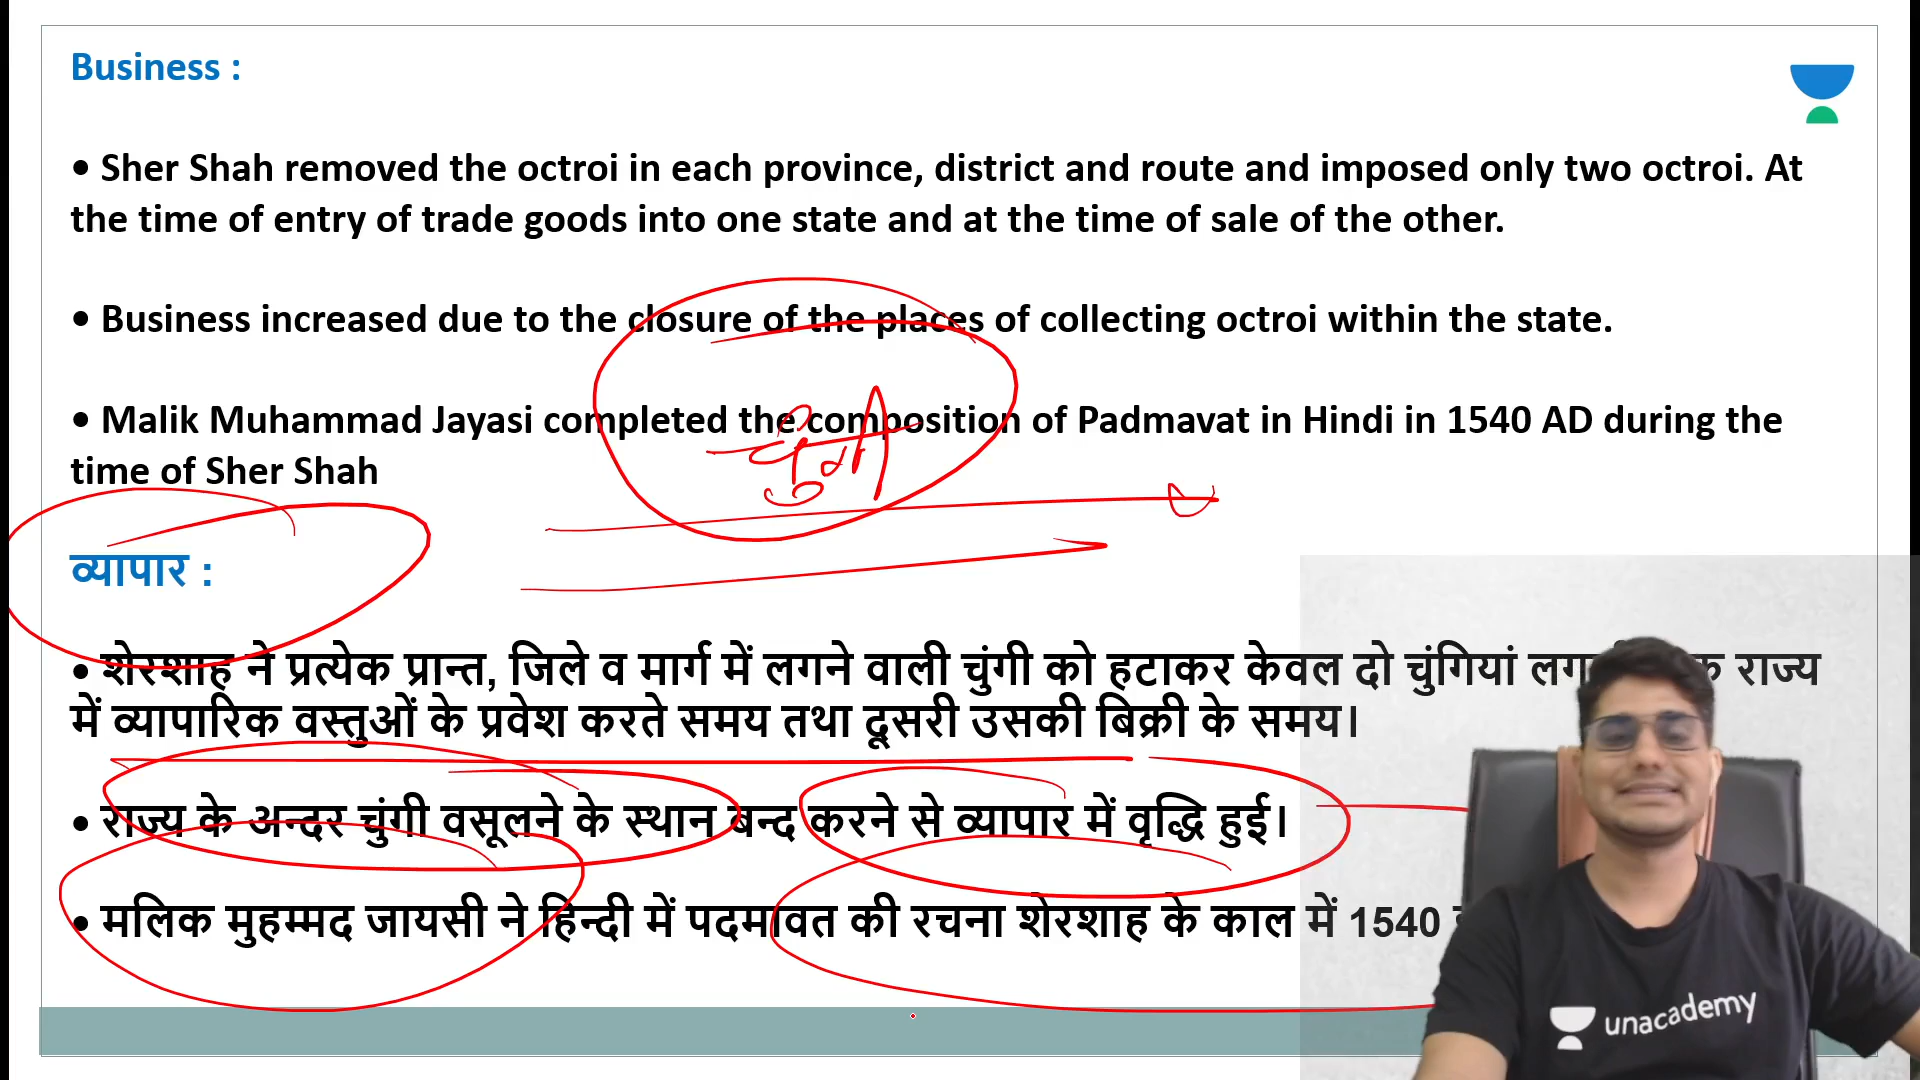 Business :
• Sher Shah removed the octroi in each province, district and route and imposed only two octroi. At
the time of entry of trade goods into one state and at the time of sale of the other.
• Business increased due to the closure of the places of collecting octroi within the state.
• Malik Muhammad Jayasi completed the composition of Padmavat in Hindi in 1540 AD during the
time of Sher Shah
व्यापार :
• शेरशाह ने प्रत्येक प्रान्त, जिले व मार्ग में लगने वाली चुंगी को हटाकर केवल दो चुंगियां राज्य
में व्यापारिक वस्तुओं के प्रवेश करते समय तथा दूसरी उसकी बिक्री के समय।
• राज्य के अन्दर चुंगी वसूलने के स्थान बन्द करने से व्यापार में वृद्धि हुई।
• मलिक मुहम्मद जायसी ने हिन्दी में पदमावत की रचना शेरशाह के काल में 1540
unacademy